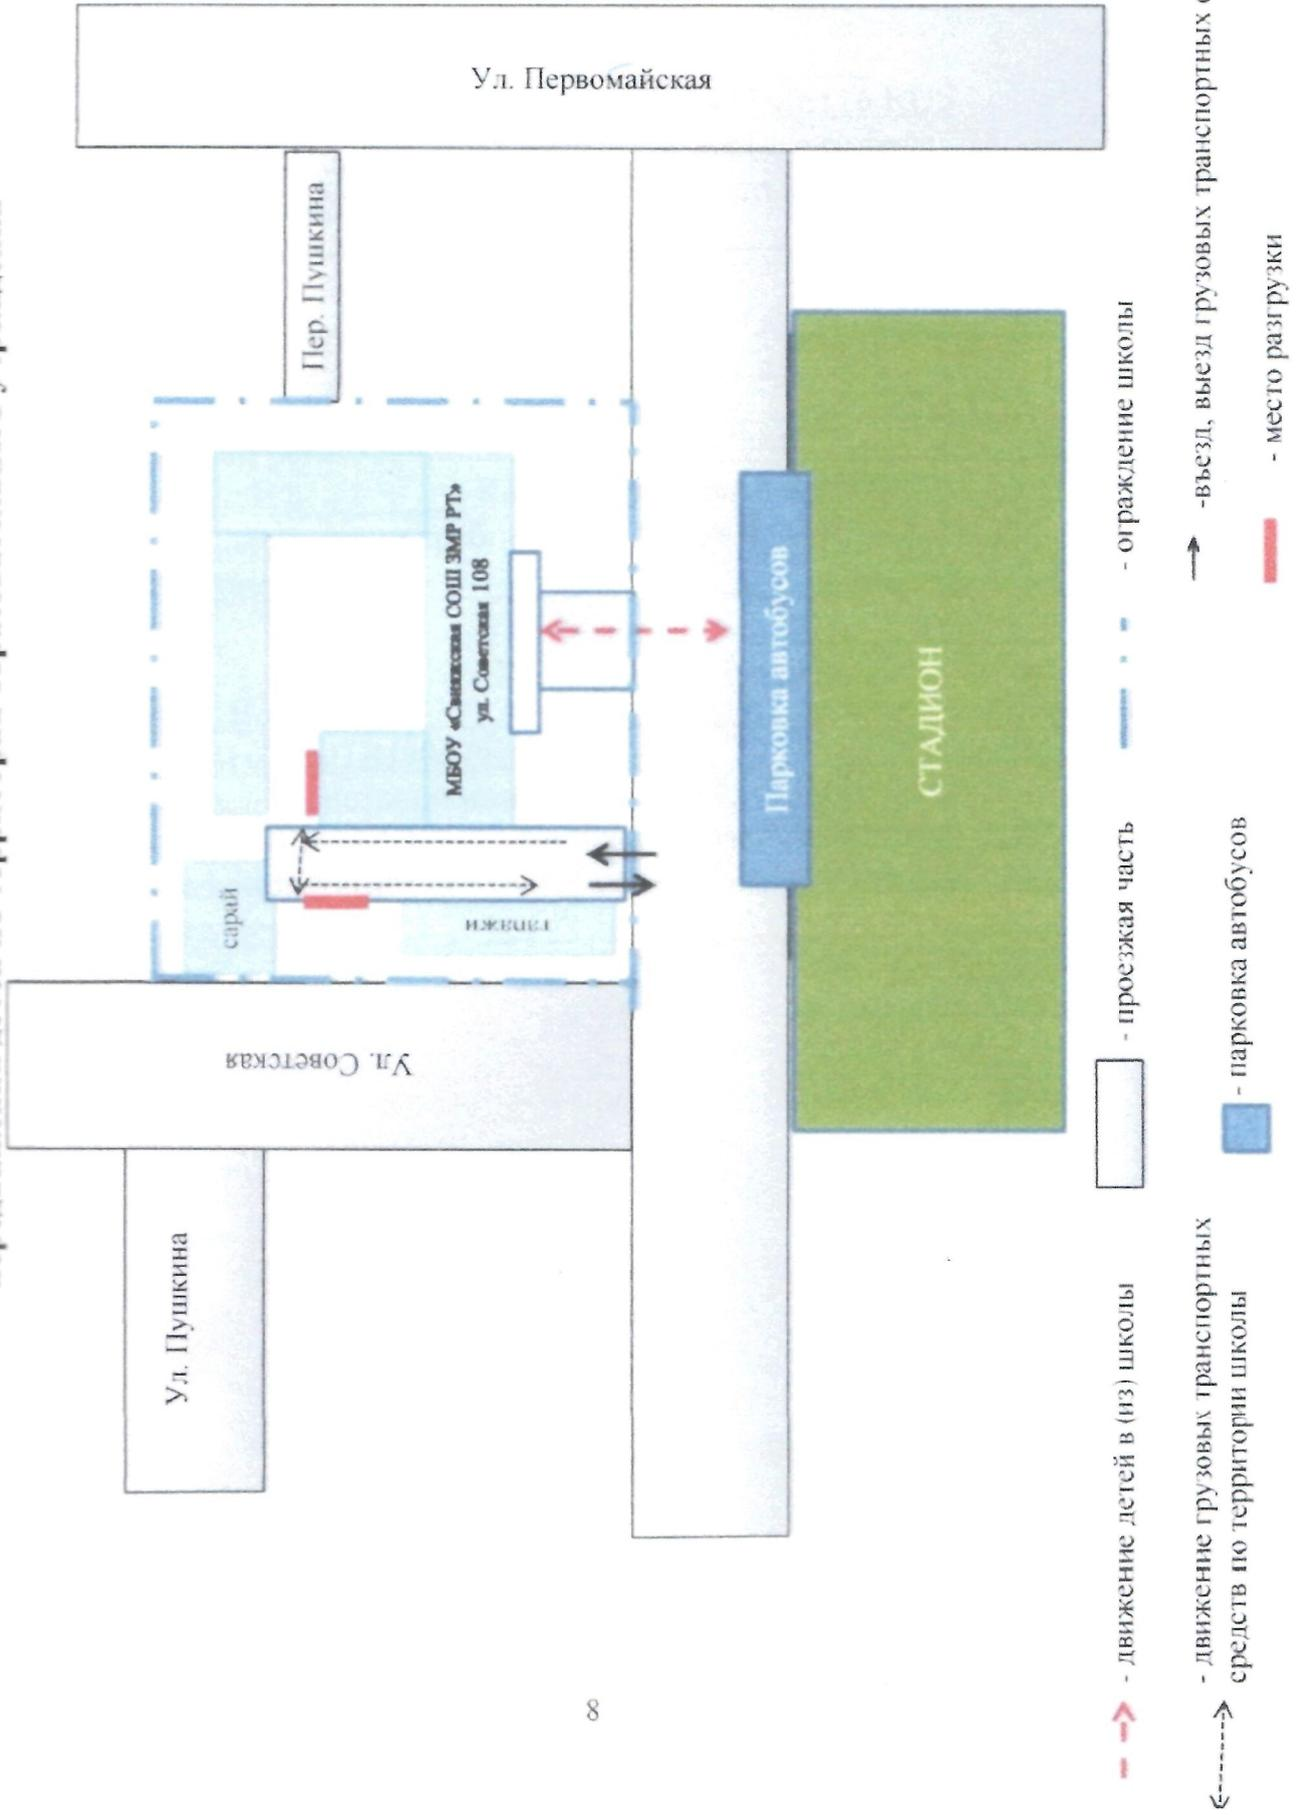 Ул. Первомайская
Пер. Пушкина
МБОУ «Свияжская СОШ ЗМР РТ»
ул. Советская 108
сарай
гаражи
Ул. Советская
Ул. Пушкина
Парковка автобусов
СТАДИОН
- движение детей в (из) школы
- проезжая часть
- ограждение школы
- движение грузовых транспортных
средств по территории школы
- парковка автобусов
-въезд, выезд грузовых транспортных
- место разгрузки
8